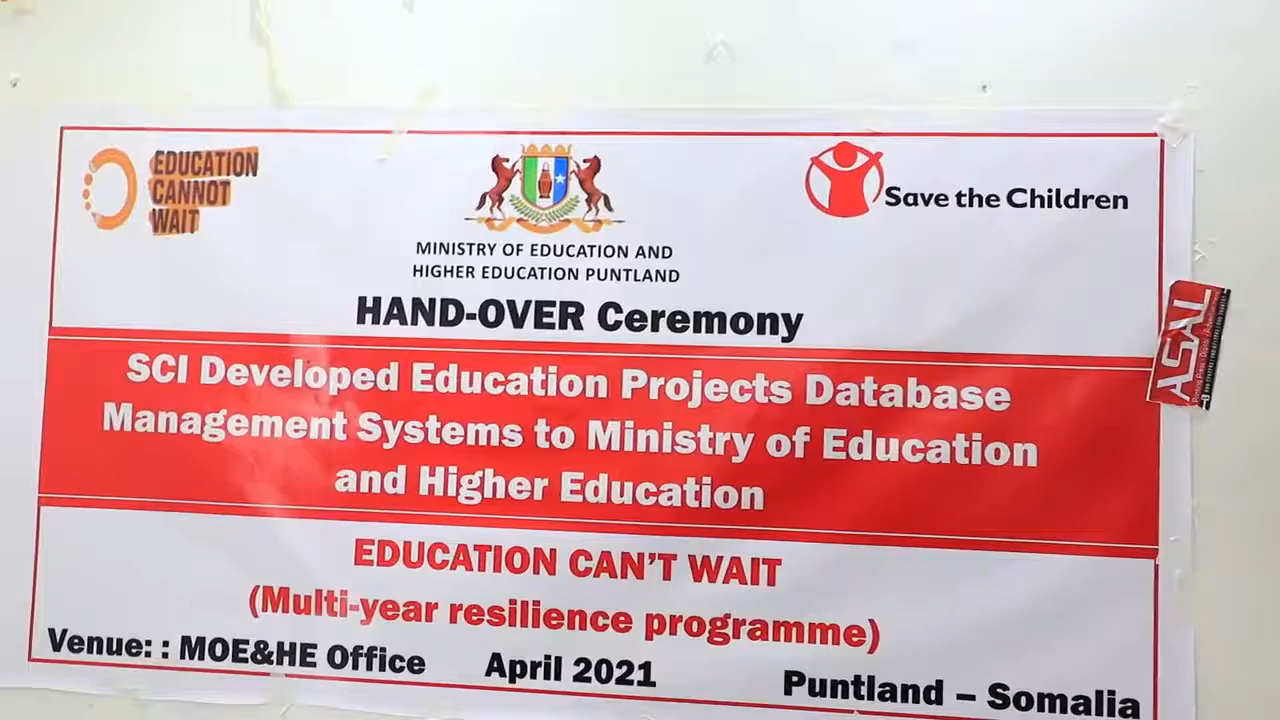 EDUCATION
CANNOT
WAIT
Save the Children
MINISTRY OF EDUCATION AND
HIGHER EDUCATION PUNTLAND
HAND-OVER Ceremony
SCI Developed Education Projects Database
Management Systems to Ministry of Education
and Higher Education
EDUCATION CAN'T WAIT
(Multi-year resilience programme)
Venue: : MOE&HE Office April 2021 Puntland – Somalia
ASAL